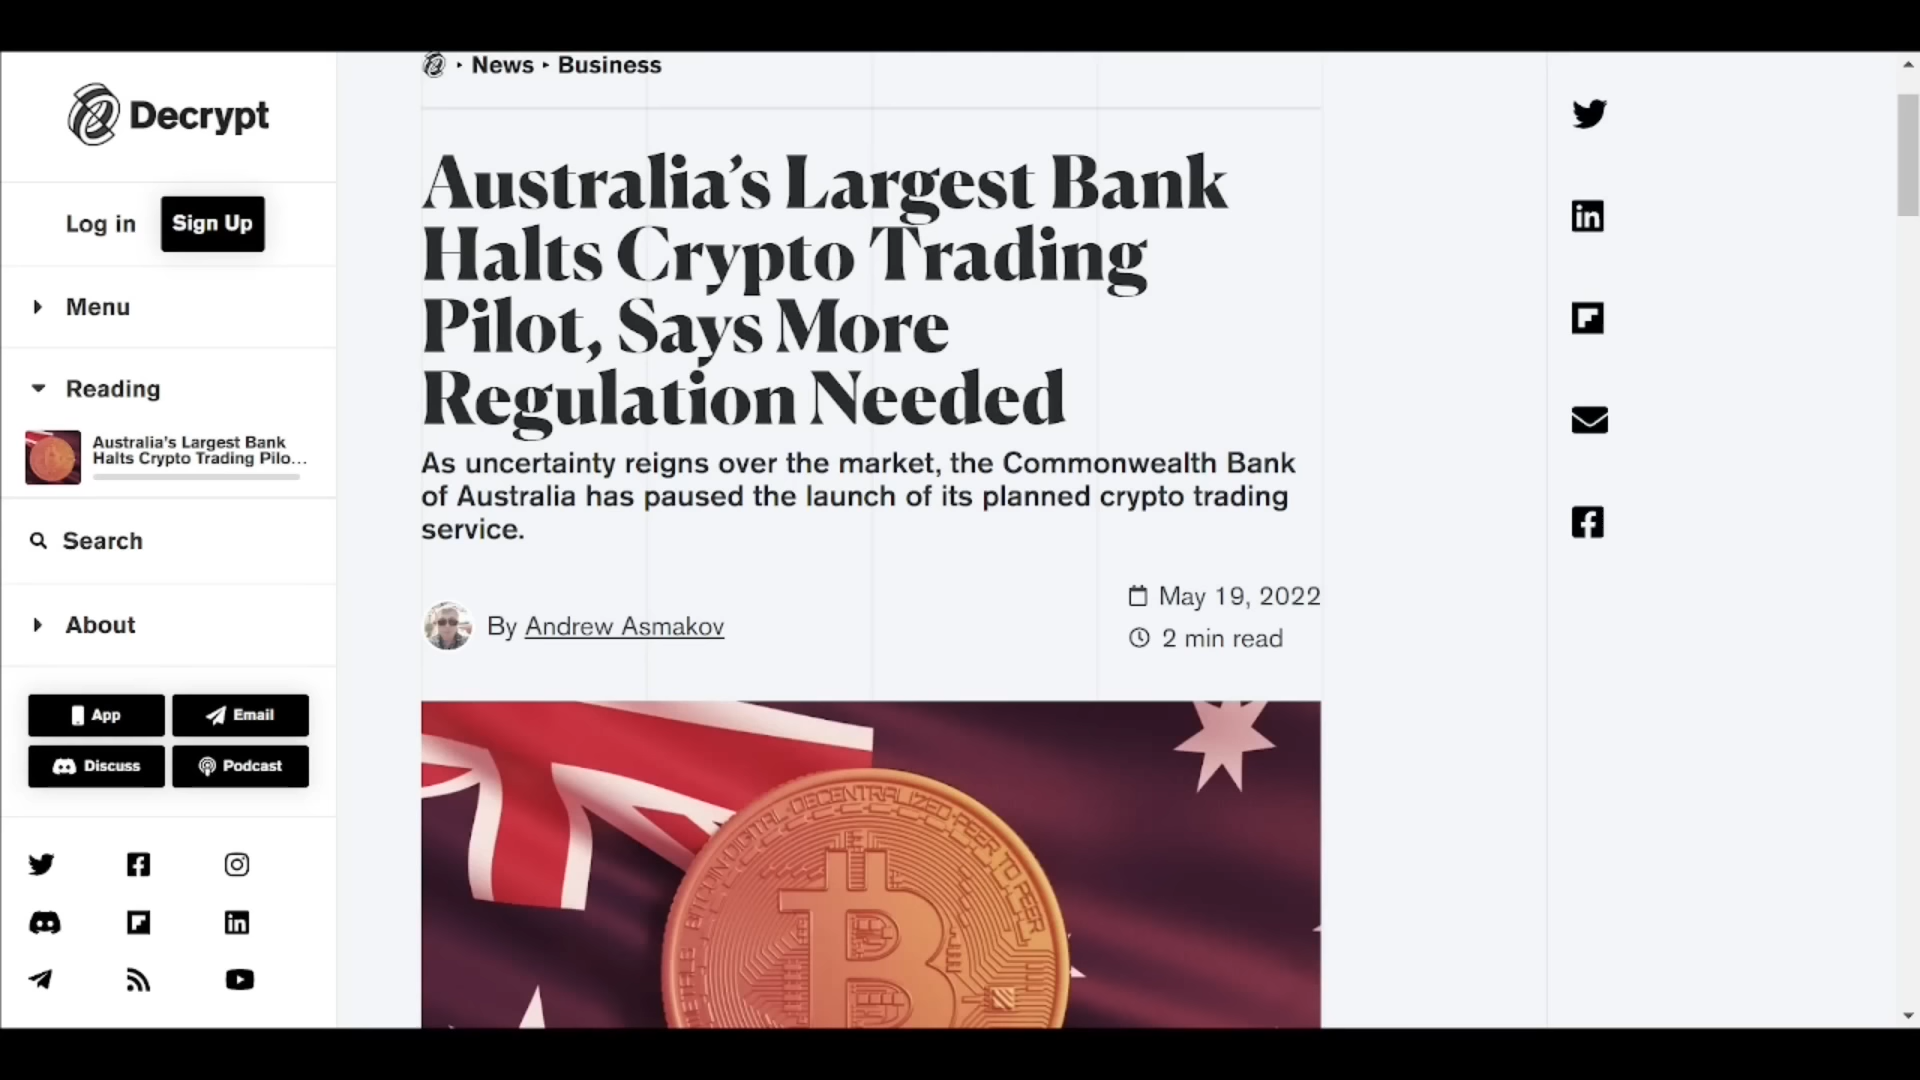 Decrypt
Log in
Sign Up
Menu
Reading
Australia's Largest Bank
Halts Crypto Trading Pilo...
Search
About
App
Email
Discuss
Podcast
News
Business
Australia’s Largest Bank
Halts Crypto Trading
Pilot, Says More
Regulation Needed
As uncertainty reigns over the market, the Commonwealth Bank
of Australia has paused the launch of its planned crypto trading
service.
By Andrew Asmakov
May 19, 2022
2 min read
BITCOIN·DIGITAL·DECENTRALIZED·PEER TO PEER